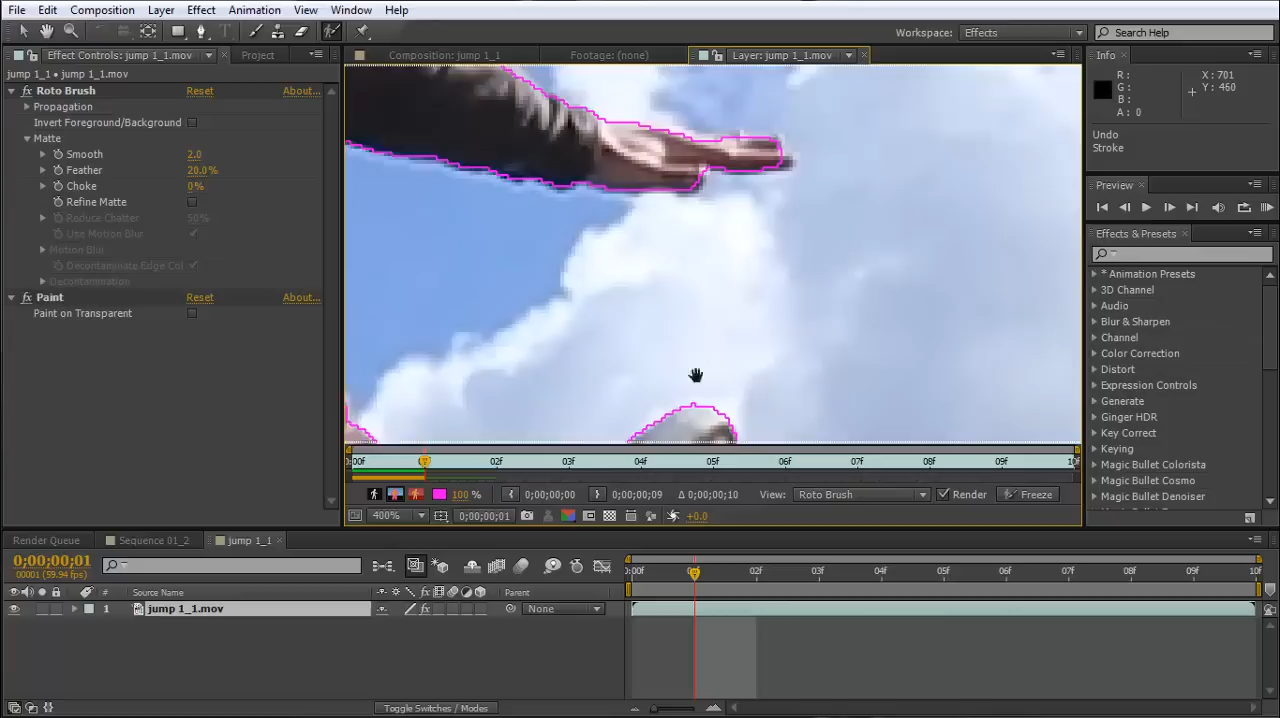 File Edit Composition Layer Effect Animation View Window Help
Workspace: Effects Search Help
Effect Controls: jump 1_1.mov Project Composition: jump 1_1 Footage: (none) Layer: jump 1_1.mov Info
jump 1_1 • jump 1_1.mov
fx Roto Brush Reset About...
Propagation
Invert Foreground/Background
Matte
Smooth 2.0
Feather 20.0%
Choke 0%
Refine Matte
Reduce Chatter 50%
Use Motion Blur
Motion Blur
Decontaminate Edge Col
Decontamination
fx Paint Reset About...
Paint on Transparent
R: X: 701
G: Y: 460
B:
A: 0
Undo
Stroke
Preview
Effects & Presets
* Animation Presets
3D Channel
Audio
Blur & Sharpen
Channel
Color Correction
Distort
Expression Controls
Generate
Ginger HDR
Key Correct
Keying
Magic Bullet Colorista
Magic Bullet Cosmo
Magic Bullet Denoiser
:00f 02f 03f 04f 05f 06f 07f 08f 09f 10f
100 % 0;00;00;00 0;00;00;09 Δ 0;00;00;10 View: Roto Brush Render Freeze
400% 0;00;00;01 +0.0
Render Queue Sequence 01_2 jump 1_1
0;00;00;01
00001 (59.94 fps)
:00f 01f 02f 03f 04f 05f 06f 07f 08f 09f 10f
# Source Name fx Parent
1 jump 1_1.mov fx None
Toggle Switches / Modes